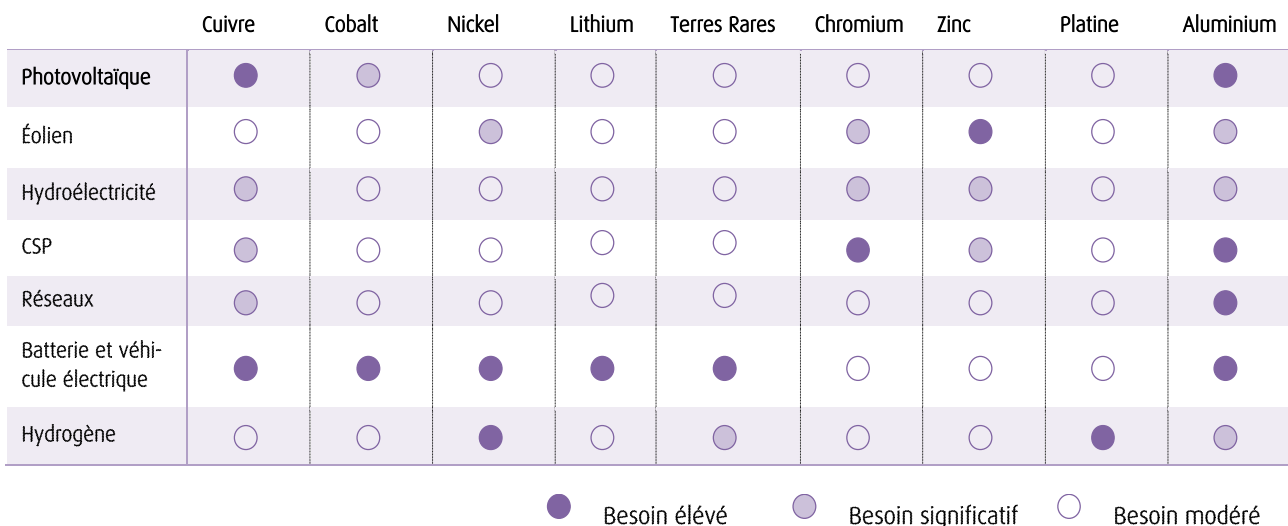 Cuivre Cobalt Nickel Lithium Terres Rares Chromium Zinc Platine Aluminium
Photovoltaïque
Éolien
Hydroélectricité
CSP
Réseaux
Batterie et véhi-
cule électrique
Hydrogène
Besoin élévé Besoin significatif Besoin modéré